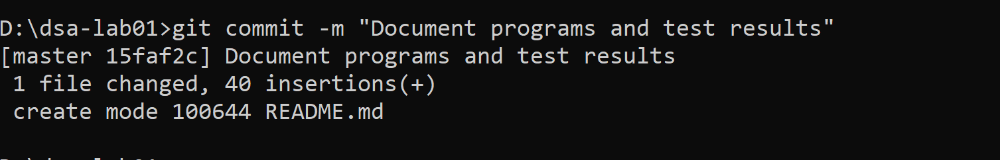 D:\dsa-lab01>git commit -m "Document programs and test results"
[master 15faf2c] Document programs and test results
 1 file changed, 40 insertions(+)
 create mode 100644 README.md